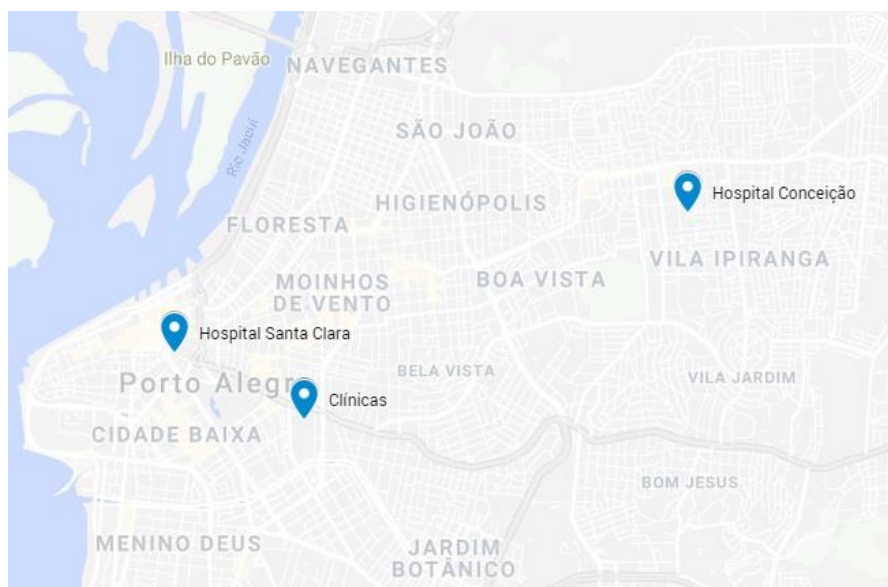 Ilha do Pavão
NAVEGANTES
Rio Jacuí
SÃO JOÃO
Hospital Conceição
HIGIENÓPOLIS
FLORESTA
VILA IPIRANGA
MOINHOS
DE VENTO
BOA VISTA
Hospital Santa Clara
BELA VISTA
VILA JARDIM
Porto Alegr
Clínicas
CIDADE BAIXA
BOM JESUS
MENINO DEUS
JARDIM
BOTÂNICO